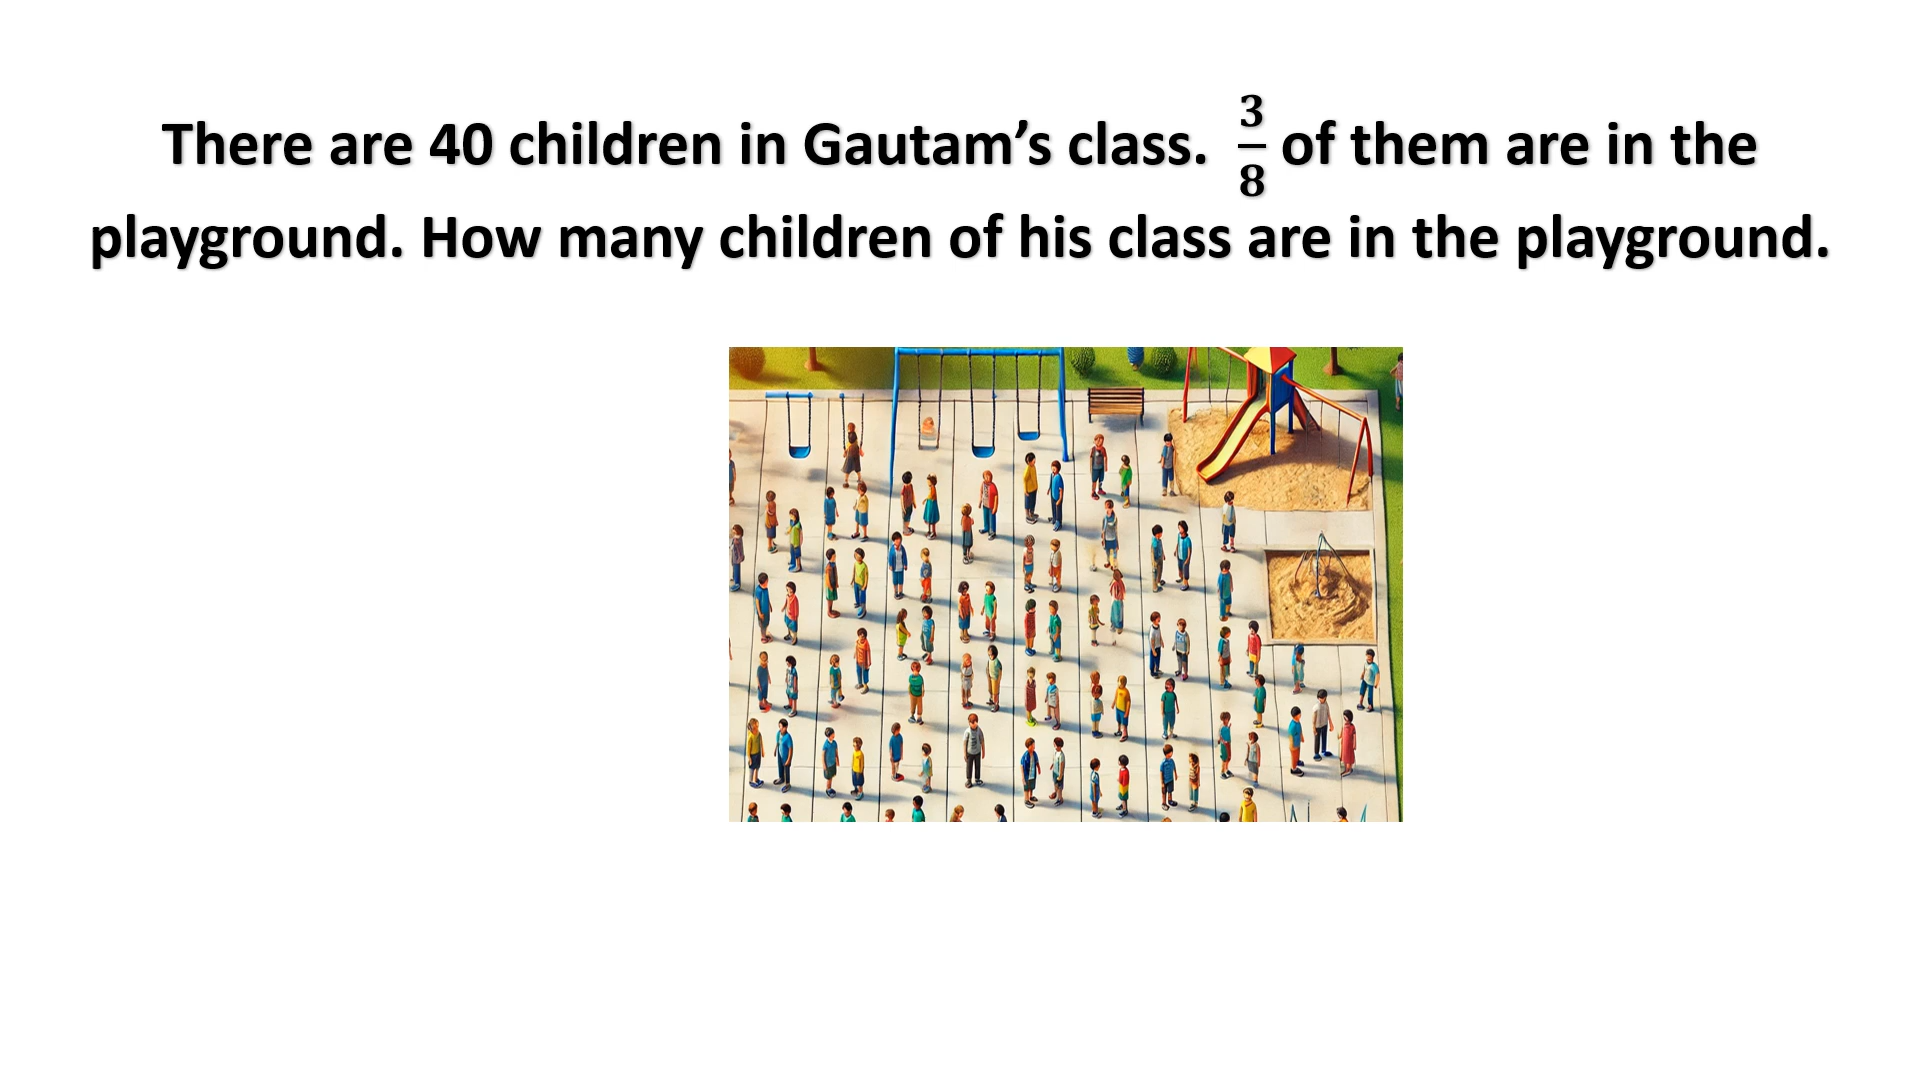 There are 40 children in Gautam’s class. 3/8 of them are in the
playground. How many children of his class are in the playground.